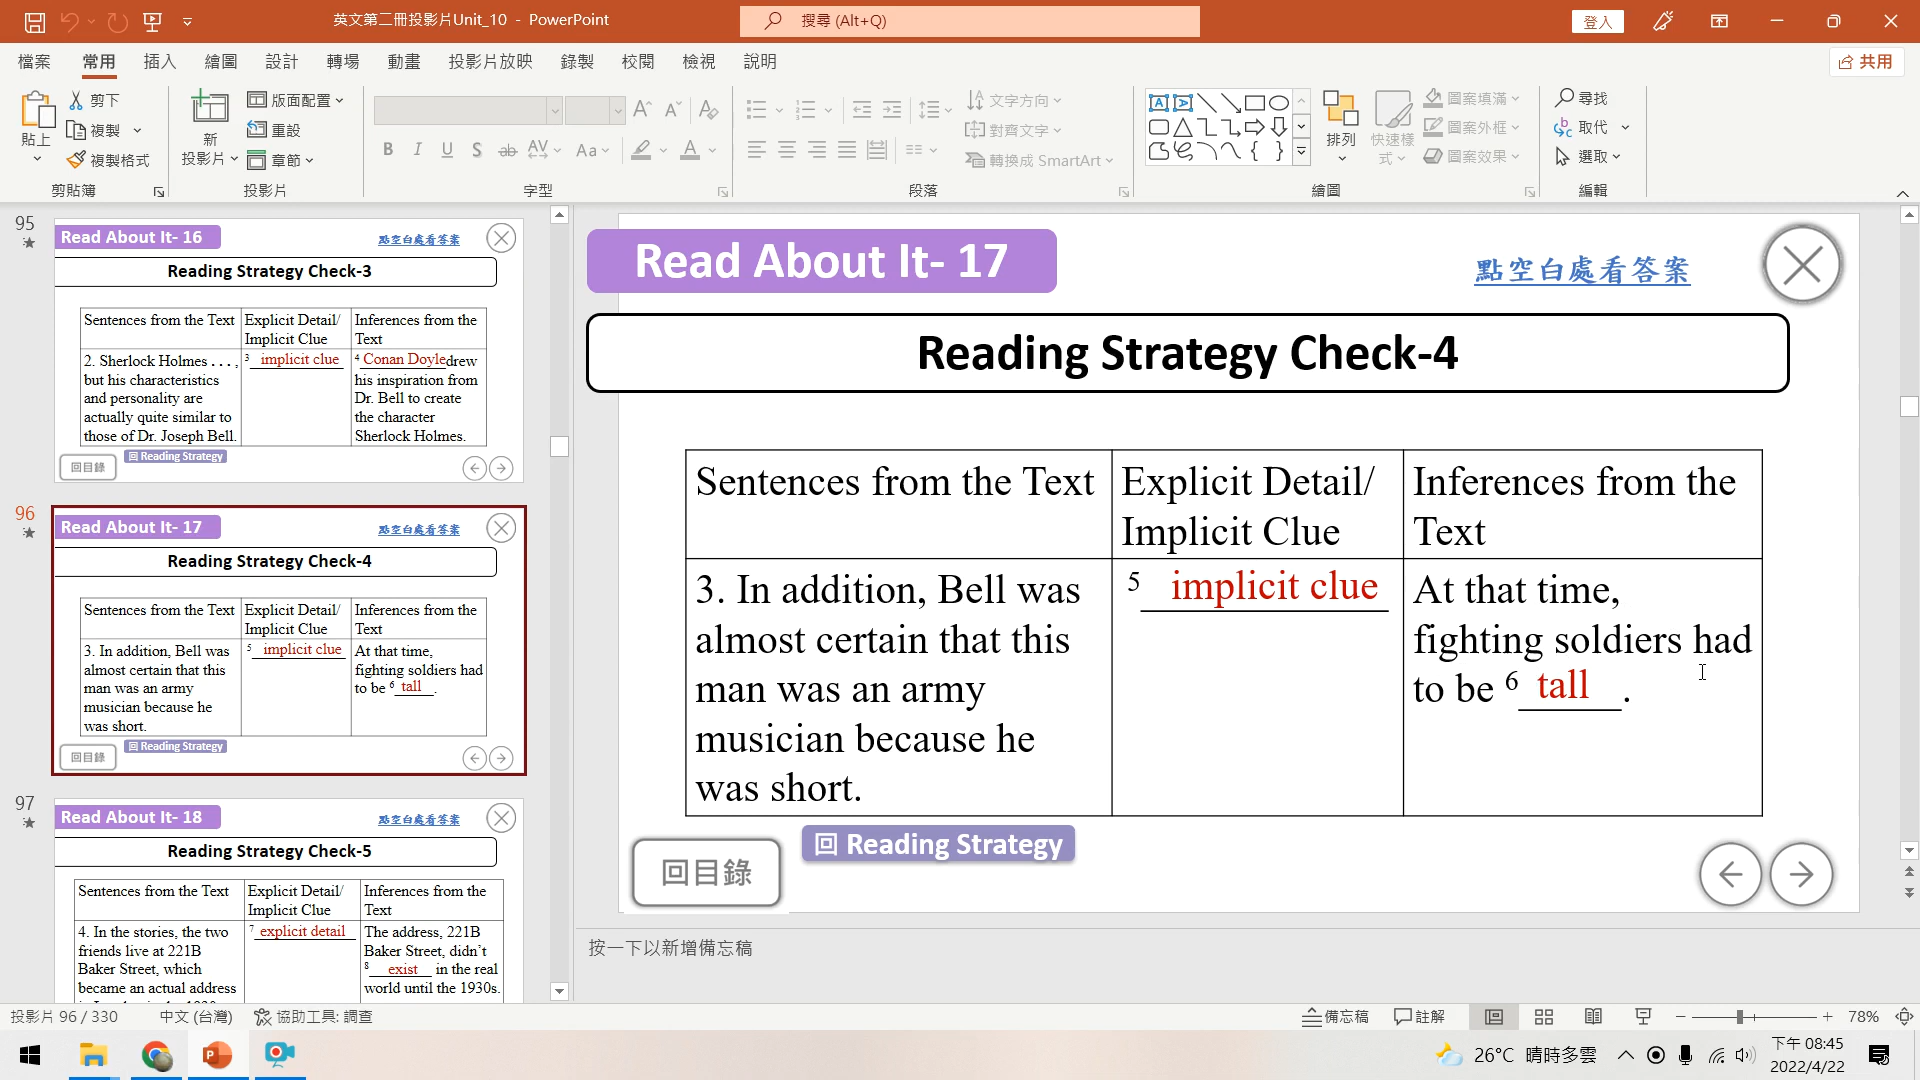 英文第二冊投影片Unit_10 - PowerPoint
搜尋 (Alt+Q)
登入
檔案 常用 插入 繪圖 設計 轉場 動畫 投影片放映 錄製 校閱 檢視 說明
共用
貼上
剪下
複製
複製格式
剪貼簿
新
投影片
版面配置
重設
章節
投影片
B I U S ab AV Aa A
字型
文字方向
對齊文字
轉換成 SmartArt
段落
排列
快速樣
式
圖案填滿
圖案外框
圖案效果
繪圖
尋找
取代
選取
編輯
95
Read About It- 16
點空白處看答案
Reading Strategy Check-3
Sentences from the Text
Explicit Detail/
Implicit Clue
Inferences from the
Text
2. Sherlock Holmes . . . ,
but his characteristics
and personality are
actually quite similar to
those of Dr. Joseph Bell.
3 implicit clue
4 Conan Doyle drew
his inspiration from
Dr. Bell to create
the character
Sherlock Holmes.
回目錄
回 Reading Strategy
96
Read About It- 17
點空白處看答案
Reading Strategy Check-4
Sentences from the Text
Explicit Detail/
Implicit Clue
Inferences from the
Text
3. In addition, Bell was
almost certain that this
man was an army
musician because he
was short.
5 implicit clue
At that time,
fighting soldiers had
to be 6 tall.
回目錄
回 Reading Strategy
97
Read About It- 18
點空白處看答案
Reading Strategy Check-5
Sentences from the Text
Explicit Detail/
Implicit Clue
Inferences from the
Text
4. In the stories, the two
friends live at 221B
Baker Street, which
became an actual address
7 explicit detail
The address, 221B
Baker Street, didn't
8 exist in the real
world until the 1930s.
Read About It- 17
點空白處看答案
Reading Strategy Check-4
Sentences from the Text
Explicit Detail/
Implicit Clue
Inferences from the
Text
3. In addition, Bell was
almost certain that this
man was an army
musician because he
was short.
5 implicit clue
At that time,
fighting soldiers had
to be 6 tall.
回目錄
回 Reading Strategy
按一下以新增備忘稿
投影片 96 / 330
中文 (台灣)
協助工具: 調查
備忘稿
註解
78%
26°C 晴時多雲
下午 08:45
2022/4/22